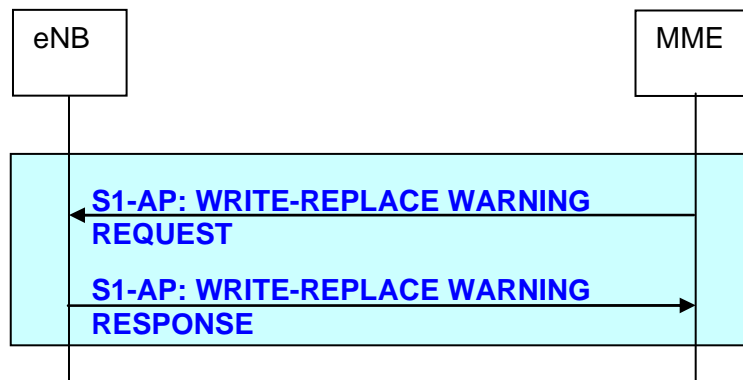 eNB
MME
S1-AP: WRITE-REPLACE WARNING
REQUEST
S1-AP: WRITE-REPLACE WARNING
RESPONSE